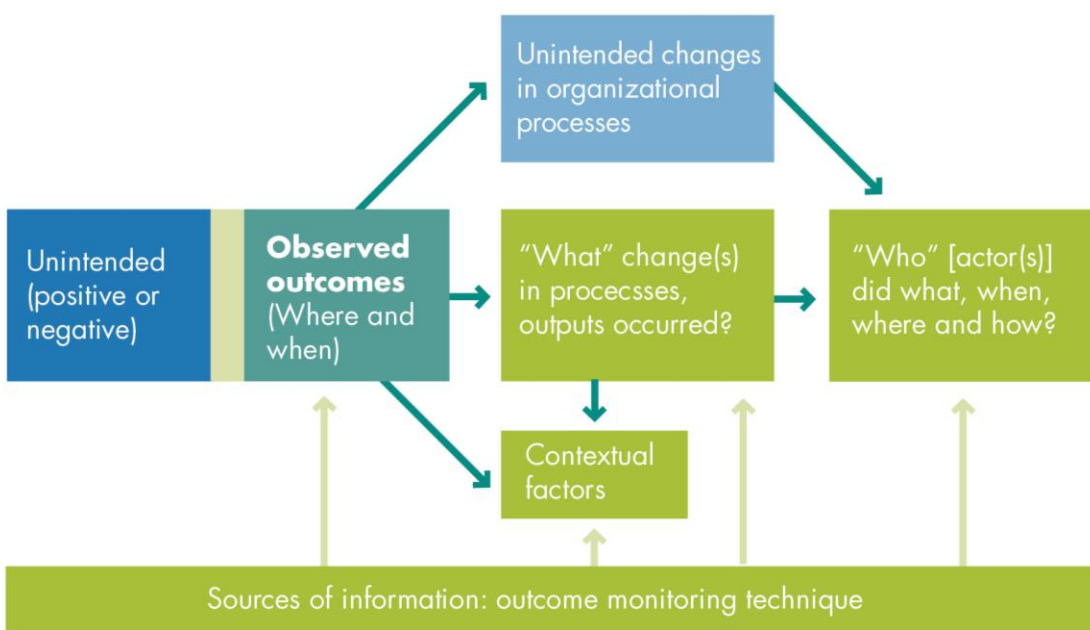 Unintended changes
in organizational
processes
Unintended
(positive or
negative)
Observed
outcomes
(Where and
when)
“What” change(s)
in procecsses,
outputs occurred?
“Who” [actor(s)]
did what, when,
where and how?
Contextual
factors
Sources of information: outcome monitoring technique